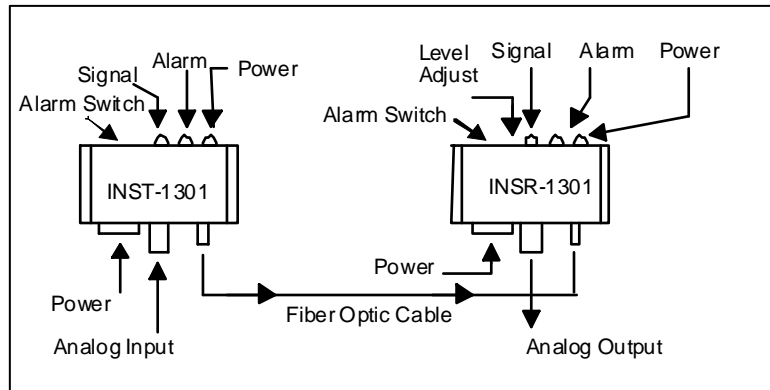 Signal
Alarm
Power
Alarm Switch
INST-1301
Power
Analog Input
Level
Adjust
Signal
Alarm
Power
Alarm Switch
INSR-1301
Power
Fiber Optic Cable
Analog Output